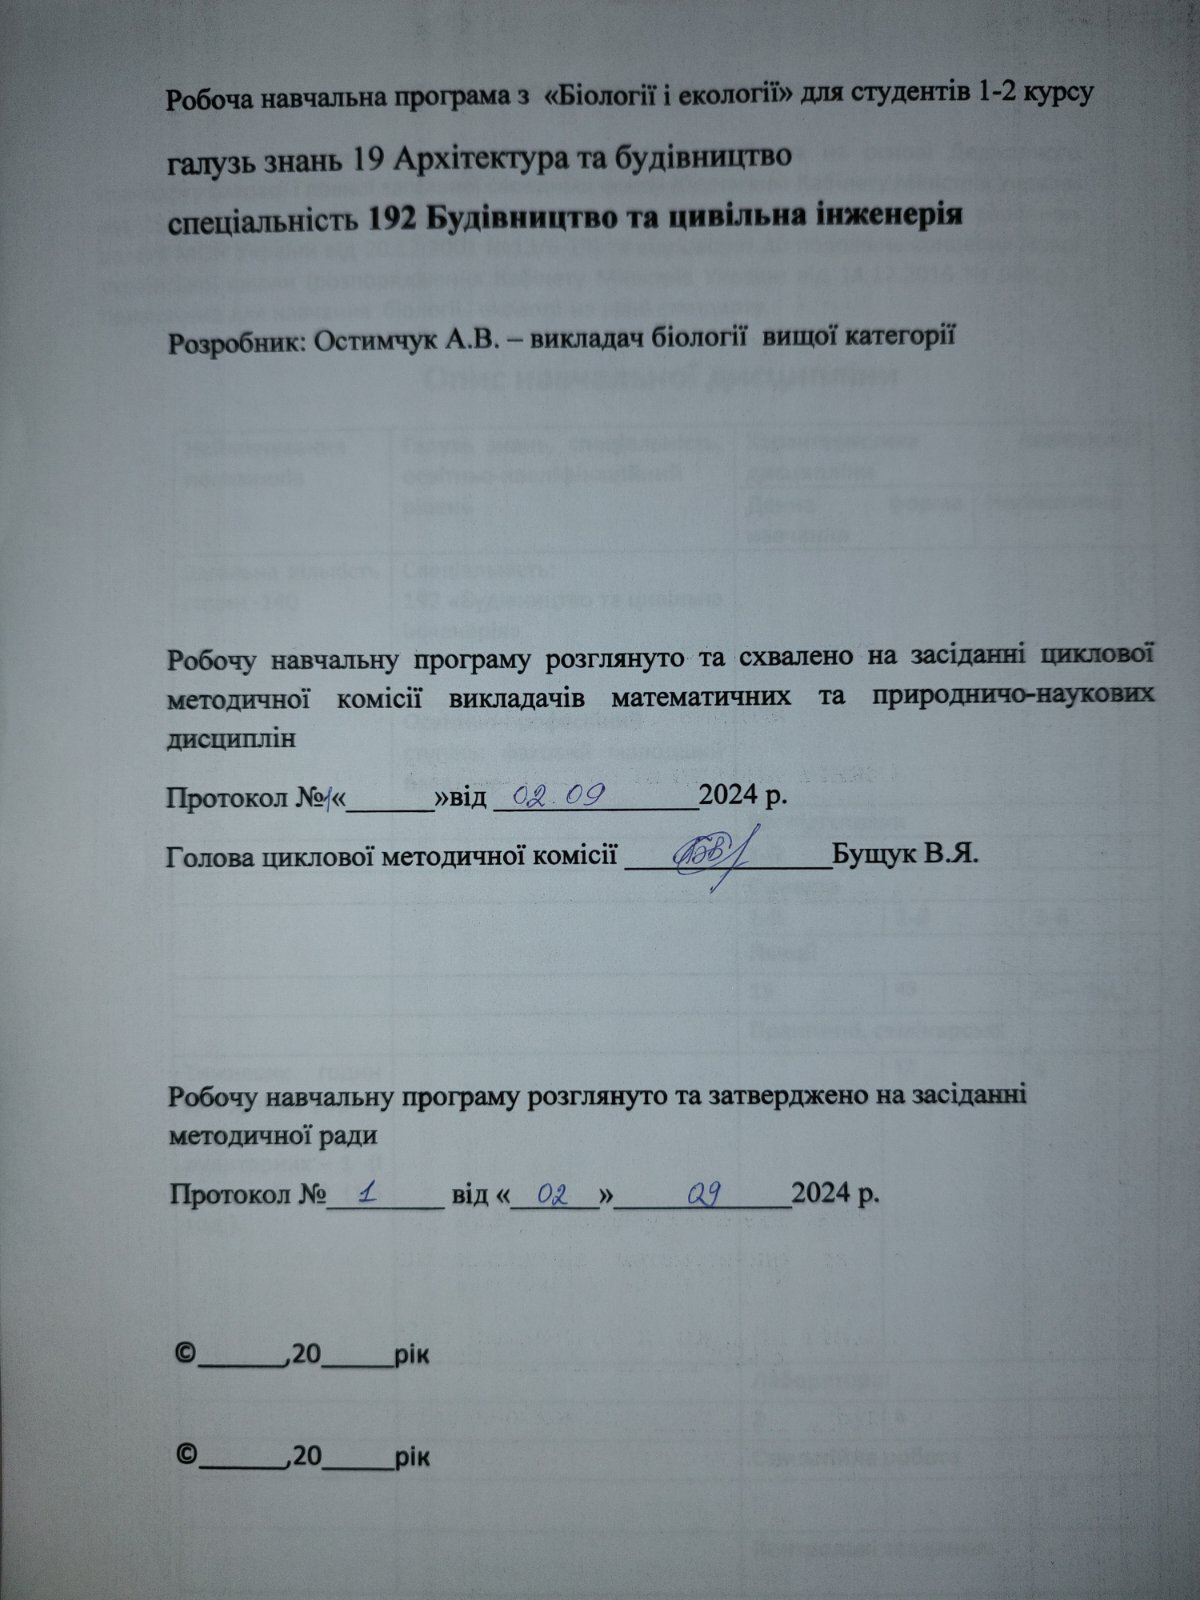 Робоча навчальна програма з «Біології і екології» для студентів 1-2 курсу
галузь знань 19 Архітектура та будівництво
спеціальність 192 Будівництво та цивільна інженерія
Розробник: Остимчук А.В. – викладач біології вищої категорії
Робочу навчальну програму розглянуто та схвалено на засіданні циклової
методичної комісії викладачів математичних та природничо-наукових
дисциплін
Протокол №1«______»від 02.09 2024 р.
Голова циклової методичної комісії ______________Бущук В.Я.
Робочу навчальну програму розглянуто та затверджено на засіданні
методичної ради
Протокол № 1 від « 02 » 09 2024 р.
©______,20_____рік
©______,20_____рік